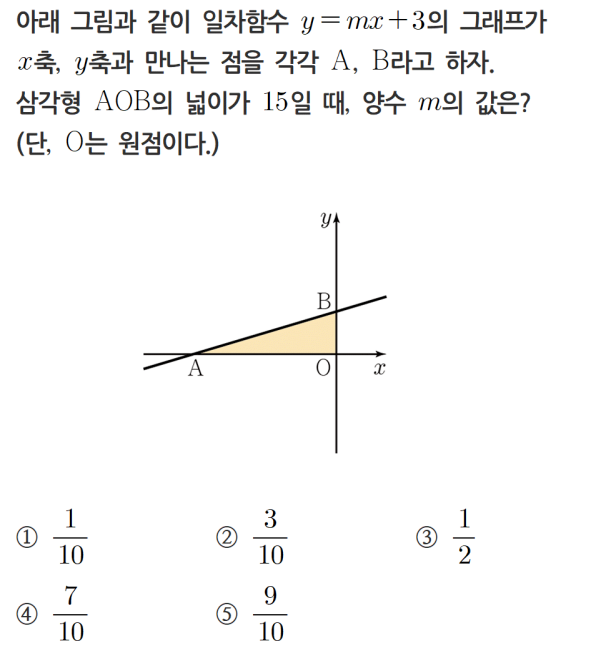 아래 그림과 같이 일차함수 y=mx+3의 그래프가
x축, y축과 만나는 점을 각각 A, B라고 하자.
삼각형 AOB의 넓이가 15일 때, 양수 m의 값은?
(단, O는 원점이다.)
y
B
A
O
x
① 1/10 ② 3/10 ③ 1/2
④ 7/10 ⑤ 9/10